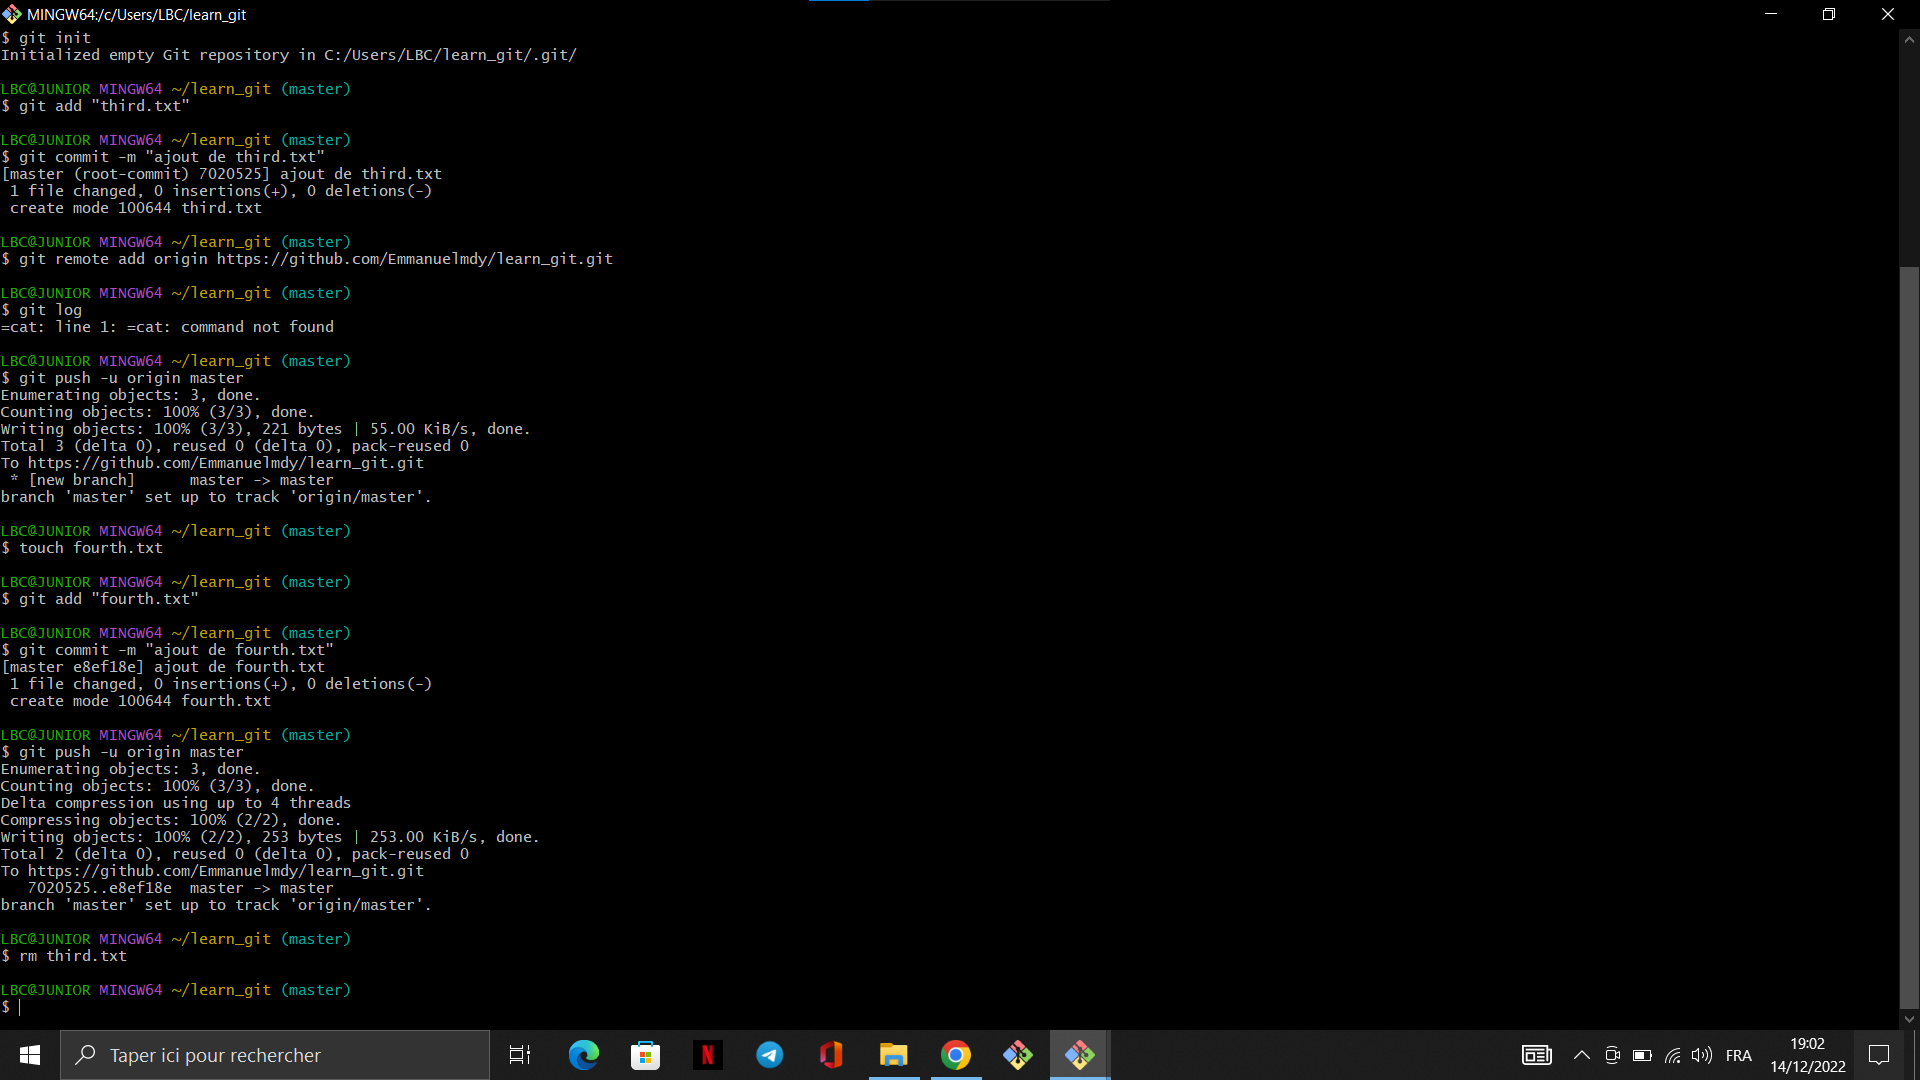 MINGW64:/c/Users/LBC/learn_git
$ git init
Initialized empty Git repository in C:/Users/LBC/learn_git/.git/
LBC@JUNIOR MINGW64 ~/learn_git (master)
$ git add "third.txt"
LBC@JUNIOR MINGW64 ~/learn_git (master)
$ git commit -m "ajout de third.txt"
[master (root-commit) 7020525] ajout de third.txt
 1 file changed, 0 insertions(+), 0 deletions(-)
 create mode 100644 third.txt
LBC@JUNIOR MINGW64 ~/learn_git (master)
$ git remote add origin https://github.com/Emmanuelmdy/learn_git.git
LBC@JUNIOR MINGW64 ~/learn_git (master)
$ git log
=cat: line 1: =cat: command not found
LBC@JUNIOR MINGW64 ~/learn_git (master)
$ git push -u origin master
Enumerating objects: 3, done.
Counting objects: 100% (3/3), done.
Writing objects: 100% (3/3), 221 bytes | 55.00 KiB/s, done.
Total 3 (delta 0), reused 0 (delta 0), pack-reused 0
To https://github.com/Emmanuelmdy/learn_git.git
 * [new branch]      master -> master
branch 'master' set up to track 'origin/master'.
LBC@JUNIOR MINGW64 ~/learn_git (master)
$ touch fourth.txt
LBC@JUNIOR MINGW64 ~/learn_git (master)
$ git add "fourth.txt"
LBC@JUNIOR MINGW64 ~/learn_git (master)
$ git commit -m "ajout de fourth.txt"
[master e8ef18e] ajout de fourth.txt
 1 file changed, 0 insertions(+), 0 deletions(-)
 create mode 100644 fourth.txt
LBC@JUNIOR MINGW64 ~/learn_git (master)
$ git push -u origin master
Enumerating objects: 3, done.
Counting objects: 100% (3/3), done.
Delta compression using up to 4 threads
Compressing objects: 100% (2/2), done.
Writing objects: 100% (2/2), 253 bytes | 253.00 KiB/s, done.
Total 2 (delta 0), reused 0 (delta 0), pack-reused 0
To https://github.com/Emmanuelmdy/learn_git.git
   7020525..e8ef18e  master -> master
branch 'master' set up to track 'origin/master'.
LBC@JUNIOR MINGW64 ~/learn_git (master)
$ rm third.txt
LBC@JUNIOR MINGW64 ~/learn_git (master)
$
Taper ici pour rechercher
N
FRA
19:02
14/12/2022